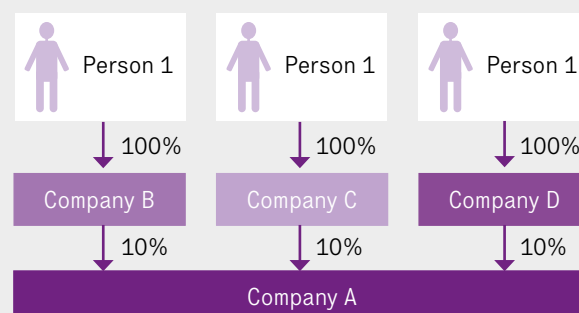 Person 1 Person 1 Person 1
100% 100% 100%
Company B Company C Company D
10% 10% 10%
Company A